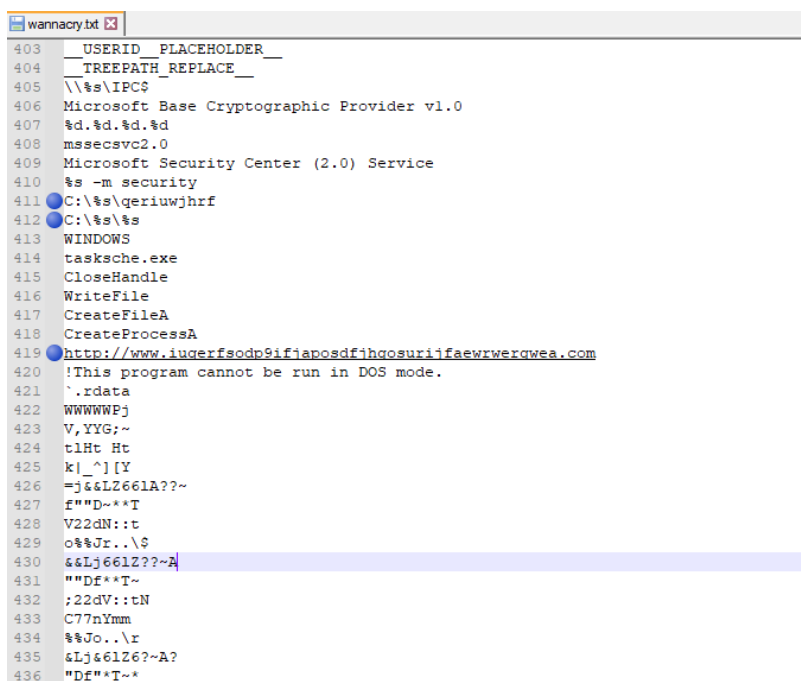 wannacry.txt
403 __USERID__PLACEHOLDER__
404 __TREEPATH_REPLACE__
405 \\%s\IPC$
406 Microsoft Base Cryptographic Provider v1.0
407 %d.%d.%d.%d
408 mssecsvc2.0
409 Microsoft Security Center (2.0) Service
410 %s -m security
411 C:\%s\qeriuwjhrf
412 C:\%s\%s
413 WINDOWS
414 tasksche.exe
415 CloseHandle
416 WriteFile
417 CreateFileA
418 CreateProcessA
419 http://www.iuqerfsodp9ifjaposdfjhgosurijfaewrwergwea.com
420 !This program cannot be run in DOS mode.
421 `.rdata
422 WWWWWPj
423 V,YYG;~
424 tlHt Ht
425 k|_^][Y
426 =j&&LZ66lA??~
427 f""D~**T
428 V22dN::t
429 o%%Jr..\$
430 &&Lj66lZ??~A
431 ""Df**T~
432 ;22dV::tN
433 C77nYmm
434 %%Jo..\r
435 &Lj&6lZ6?~A?
436 "Df"*T~*